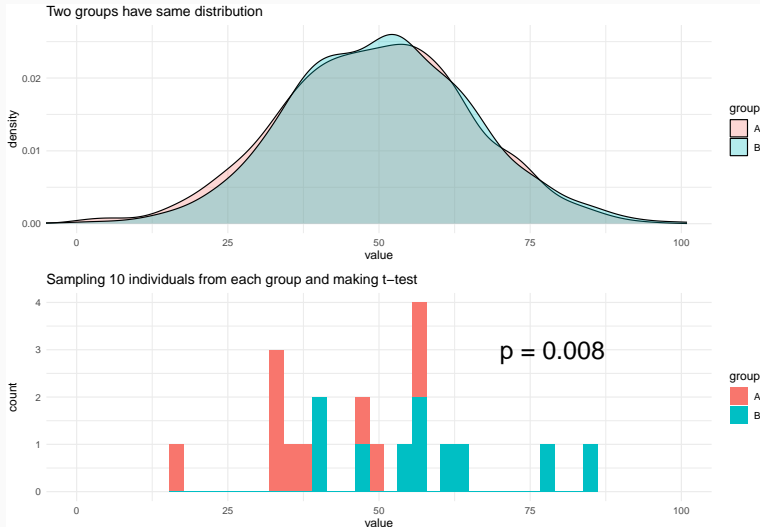 Two groups have same distribution
density
0.02
0.01
0.00
0 25 50 75 100
value
group
A
B
Sampling 10 individuals from each group and making t−test
count
4
3
2
1
0
p = 0.008
0 25 50 75 100
value
group
A
B